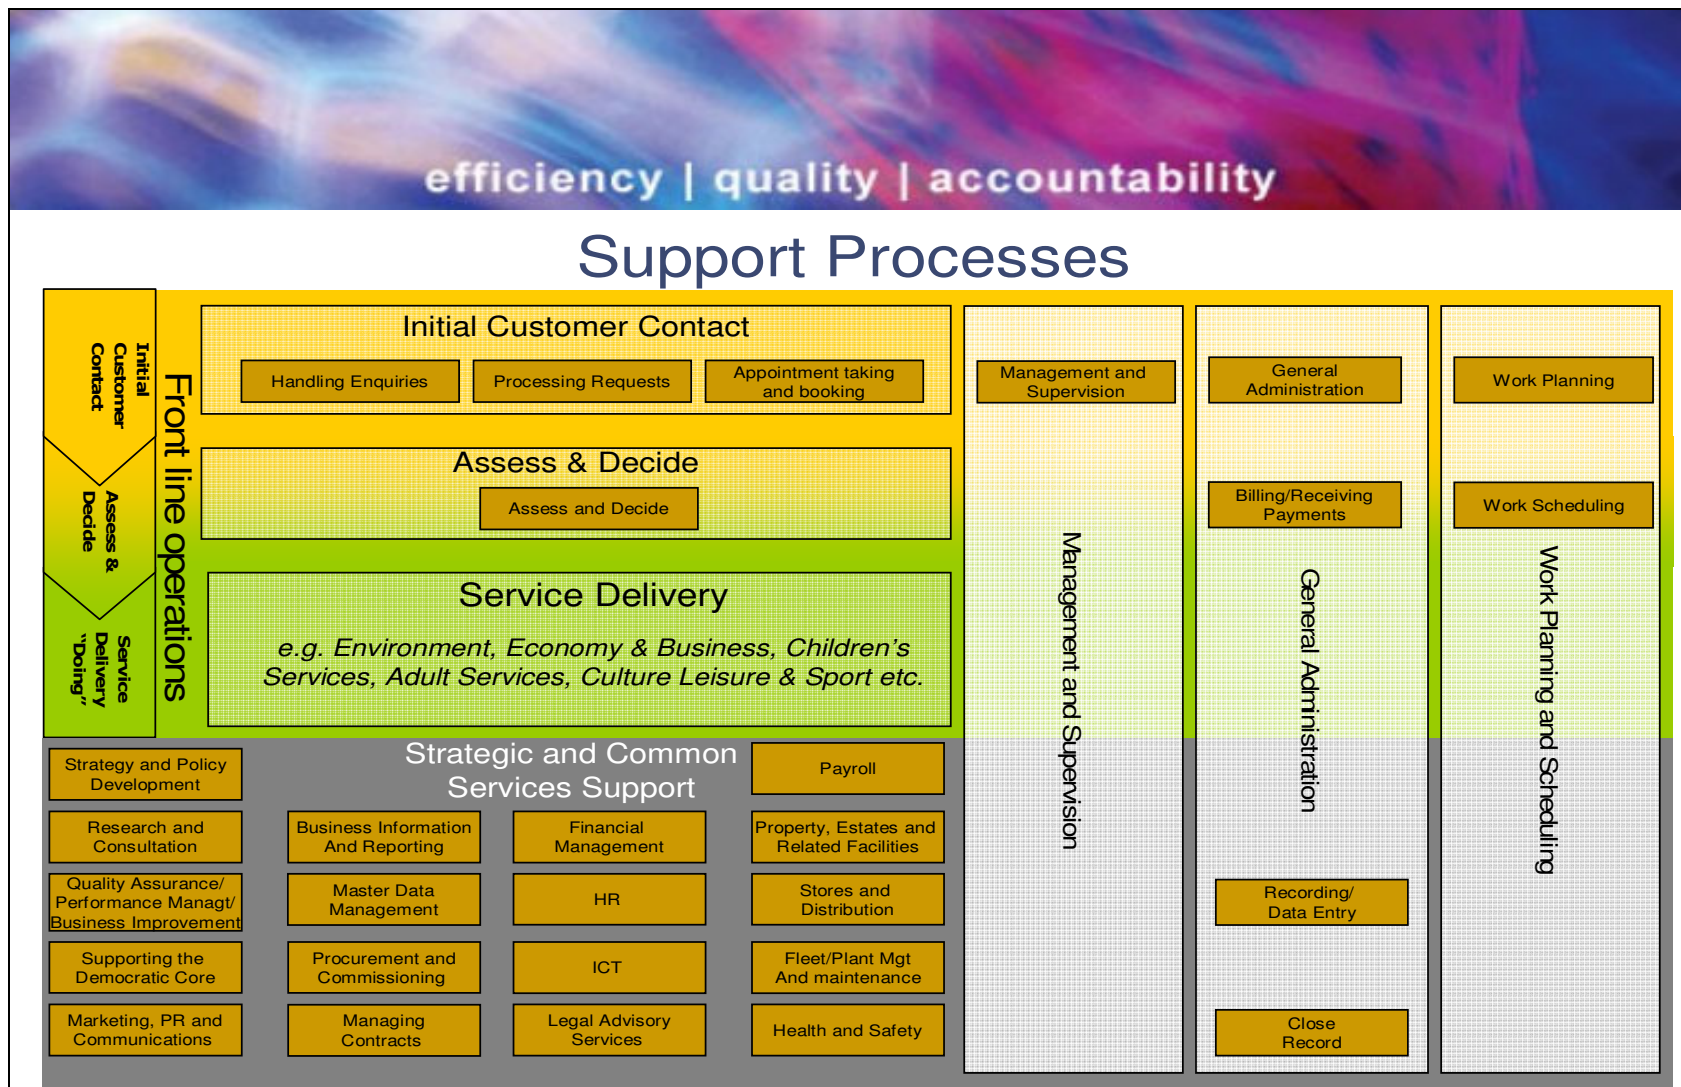 efficiency | quality | accountability
Support Processes
Initial
Customer
Contact
Assess &
Decide
Service
Delivery
“Doing”
Front line operations
Initial Customer Contact
Handling Enquiries
Processing Requests
Appointment taking
and booking
Assess & Decide
Assess and Decide
Service Delivery
e.g. Environment, Economy & Business, Children’s
Services, Adult Services, Culture Leisure & Sport etc.
Management and
Supervision
Management and Supervision
General
Administration
Billing/Receiving
Payments
General Administration
Recording/
Data Entry
Close
Record
Work Planning
Work Scheduling
Work Planning and Scheduling
Strategic and Common
Services Support
Strategy and Policy
Development
Research and
Consultation
Quality Assurance/
Performance Managt/
Business Improvement
Supporting the
Democratic Core
Marketing, PR and
Communications
Business Information
And Reporting
Master Data
Management
Procurement and
Commissioning
Managing
Contracts
Financial
Management
HR
ICT
Legal Advisory
Services
Payroll
Property, Estates and
Related Facilities
Stores and
Distribution
Fleet/Plant Mgt
And maintenance
Health and Safety